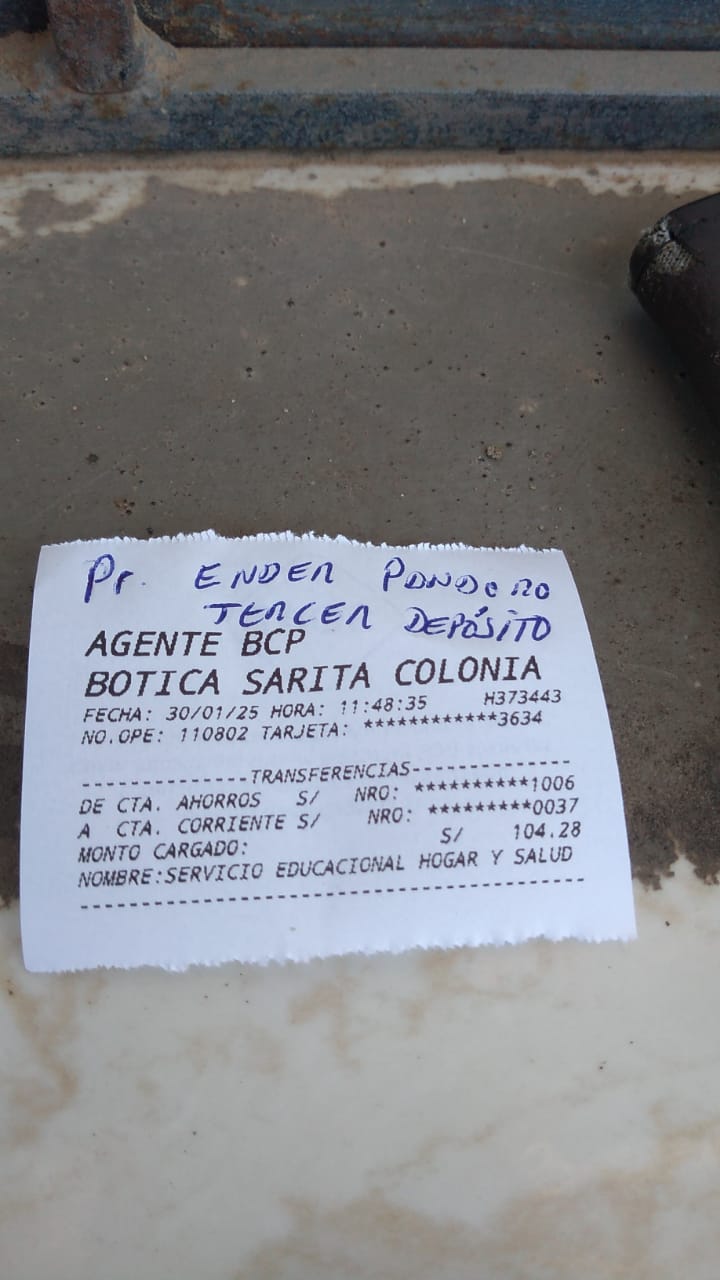 Pr. ENDER PONDORO
TERCER DEPÓSITO
AGENTE BCP
BOTICA SARITA COLONIA
FECHA: 30/01/25 HORA: 11:48:35 H373443
NO.OPE: 110802 TARJETA: ************3634
-------------TRANSFERENCIAS-------------
DE CTA. AHORROS S/ NRO: **********1006
A CTA. CORRIENTE S/ NRO: *********0037
MONTO CARGADO: S/ 104.28
NOMBRE:SERVICIO EDUCACIONAL HOGAR Y SALUD
----------------------------------------